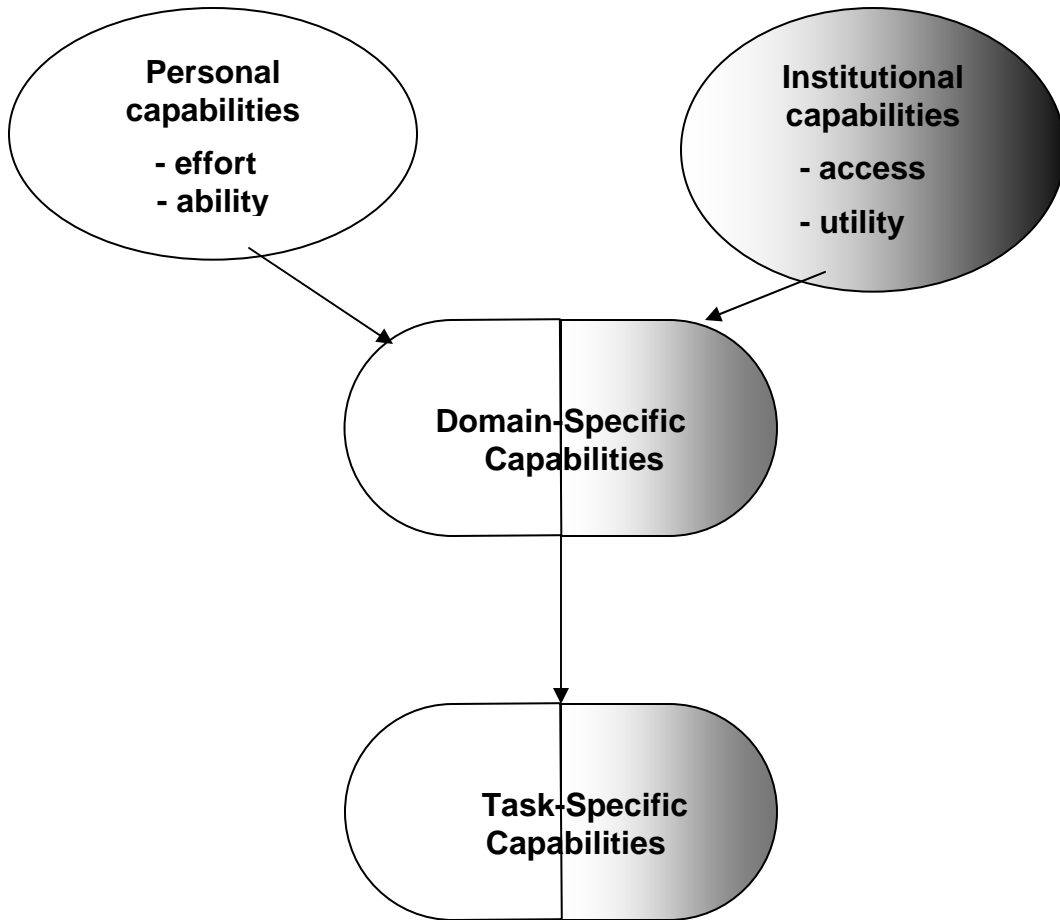 Personal
capabilities
- effort
- ability
Institutional
capabilities
- access
- utility
Domain-Specific
Capabilities
Task-Specific
Capabilities